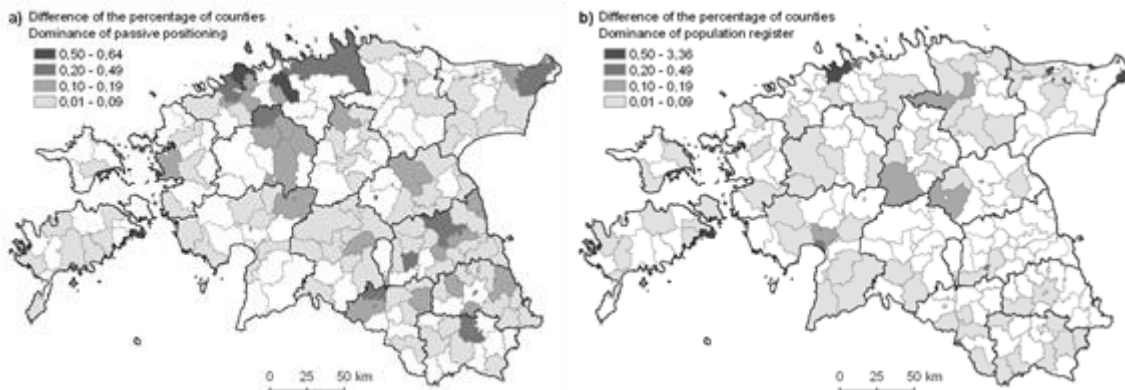 a) Difference of the percentage of counties
Dominance of passive positioning
0,50 - 0,64
0,20 - 0,49
0,10 - 0,19
0,01 - 0,09
0 25 50 km
b) Difference of the percentage of counties
Dominance of population register
0,50 - 3,36
0,20 - 0,49
0,10 - 0,19
0,01 - 0,09
0 25 50 km